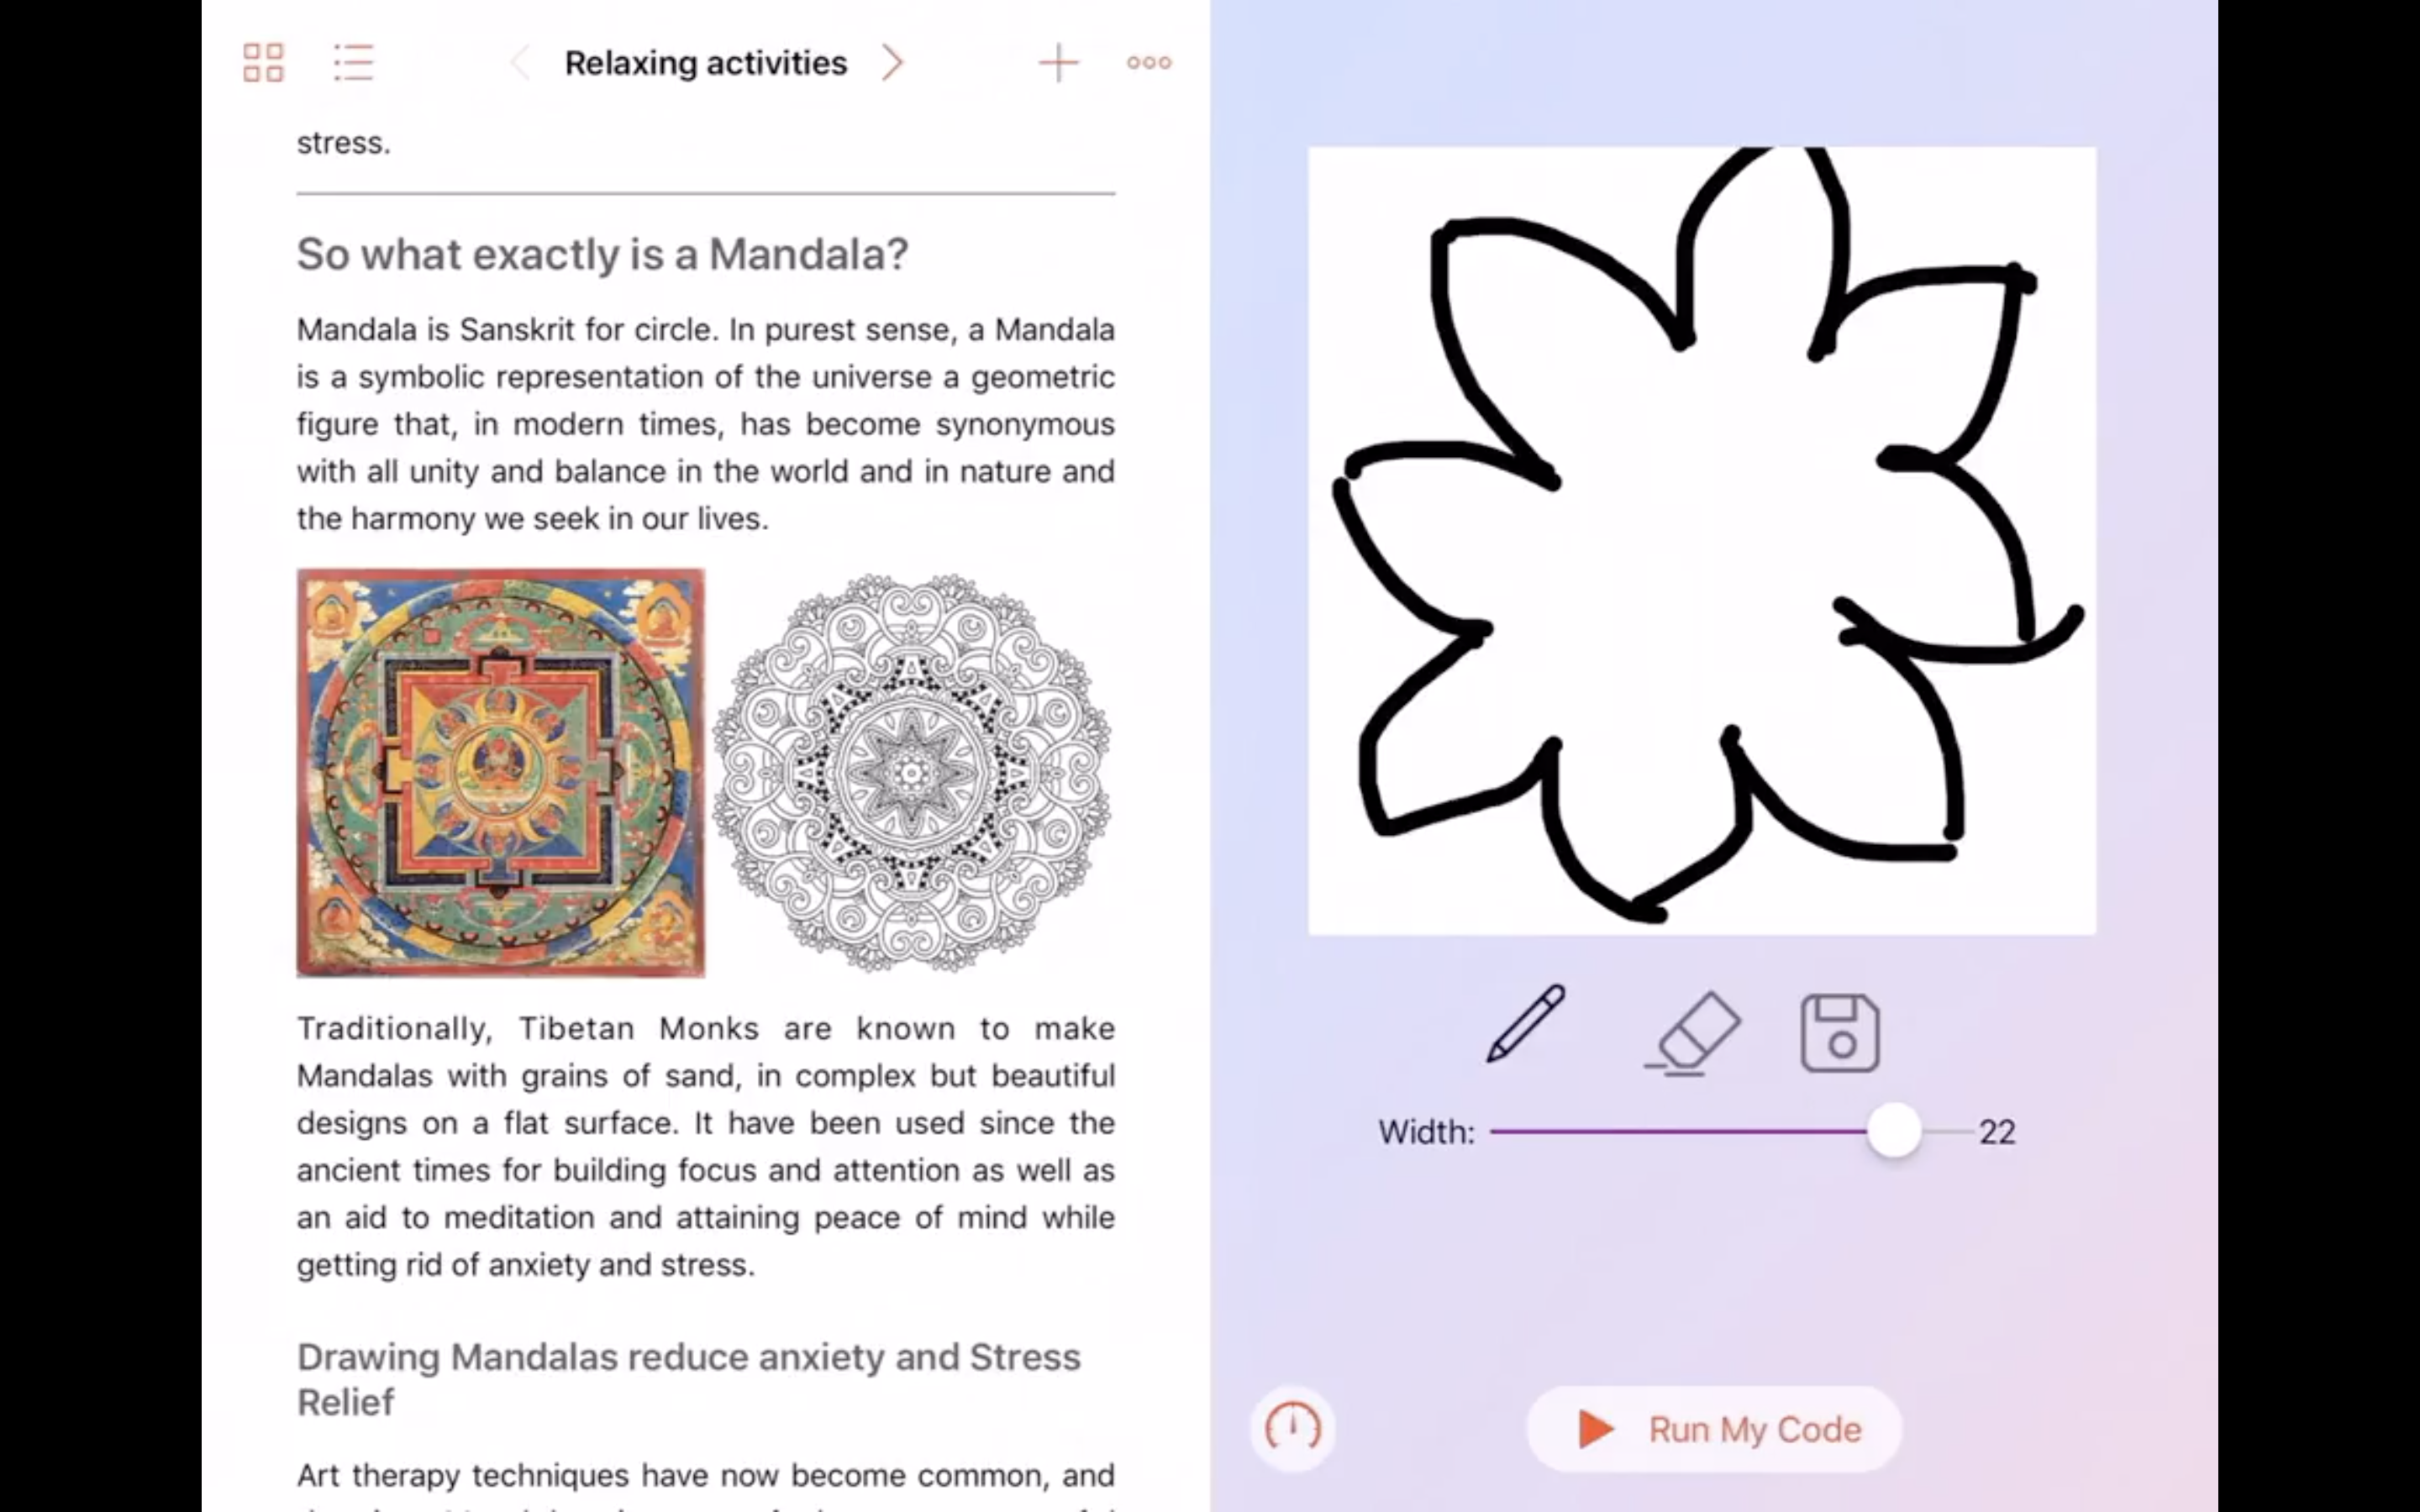 Relaxing activities
stress.
So what exactly is a Mandala?
Mandala is Sanskrit for circle. In purest sense, a Mandala
is a symbolic representation of the universe a geometric
figure that, in modern times, has become synonymous
with all unity and balance in the world and in nature and
the harmony we seek in our lives.
Traditionally, Tibetan Monks are known to make
Mandalas with grains of sand, in complex but beautiful
designs on a flat surface. It have been used since the
ancient times for building focus and attention as well as
an aid to meditation and attaining peace of mind while
getting rid of anxiety and stress.
Drawing Mandalas reduce anxiety and Stress
Relief
Art therapy techniques have now become common, and
Width: 22
Run My Code